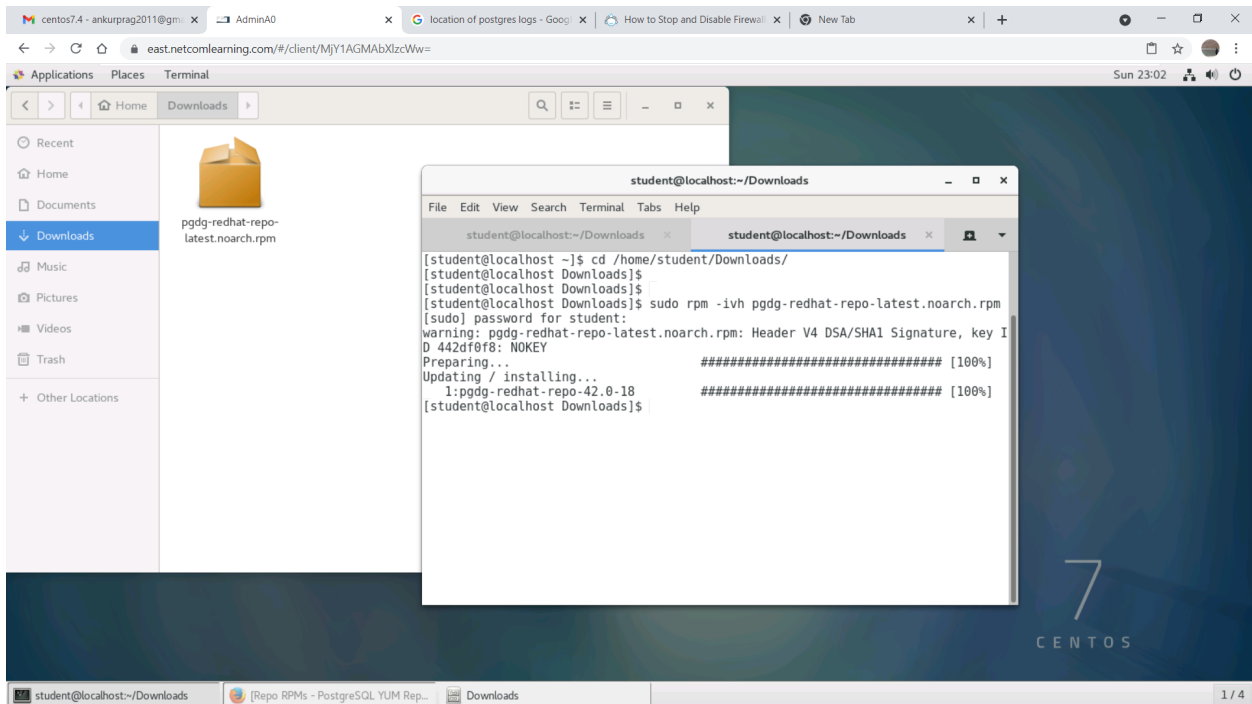 centos7.4 - ankurprag2011@gm
AdminA0
location of postgres logs - Goog
How to Stop and Disable Firewall
New Tab
east.netcomlearning.com/#/client/MjY1AGMAbXlzcWw=
Applications Places Terminal
Sun 23:02
Home Downloads
Recent
Home
Documents
Downloads
Music
Pictures
Videos
Trash
+ Other Locations
pgdg-redhat-repo-
latest.noarch.rpm
student@localhost:~/Downloads
File Edit View Search Terminal Tabs Help
student@localhost:~/Downloads
student@localhost:~/Downloads
[student@localhost ~]$ cd /home/student/Downloads/
[student@localhost Downloads]$
[student@localhost Downloads]$
[student@localhost Downloads]$ sudo rpm -ivh pgdg-redhat-repo-latest.noarch.rpm
[sudo] password for student:
warning: pgdg-redhat-repo-latest.noarch.rpm: Header V4 DSA/SHA1 Signature, key I
D 442df0f8: NOKEY
Preparing... ################################# [100%]
Updating / installing...
1:pgdg-redhat-repo-42.0-18 ################################# [100%]
[student@localhost Downloads]$
7
CENTOS
student@localhost:~/Downloads
[Repo RPMs - PostgreSQL YUM Rep...
Downloads
1 / 4